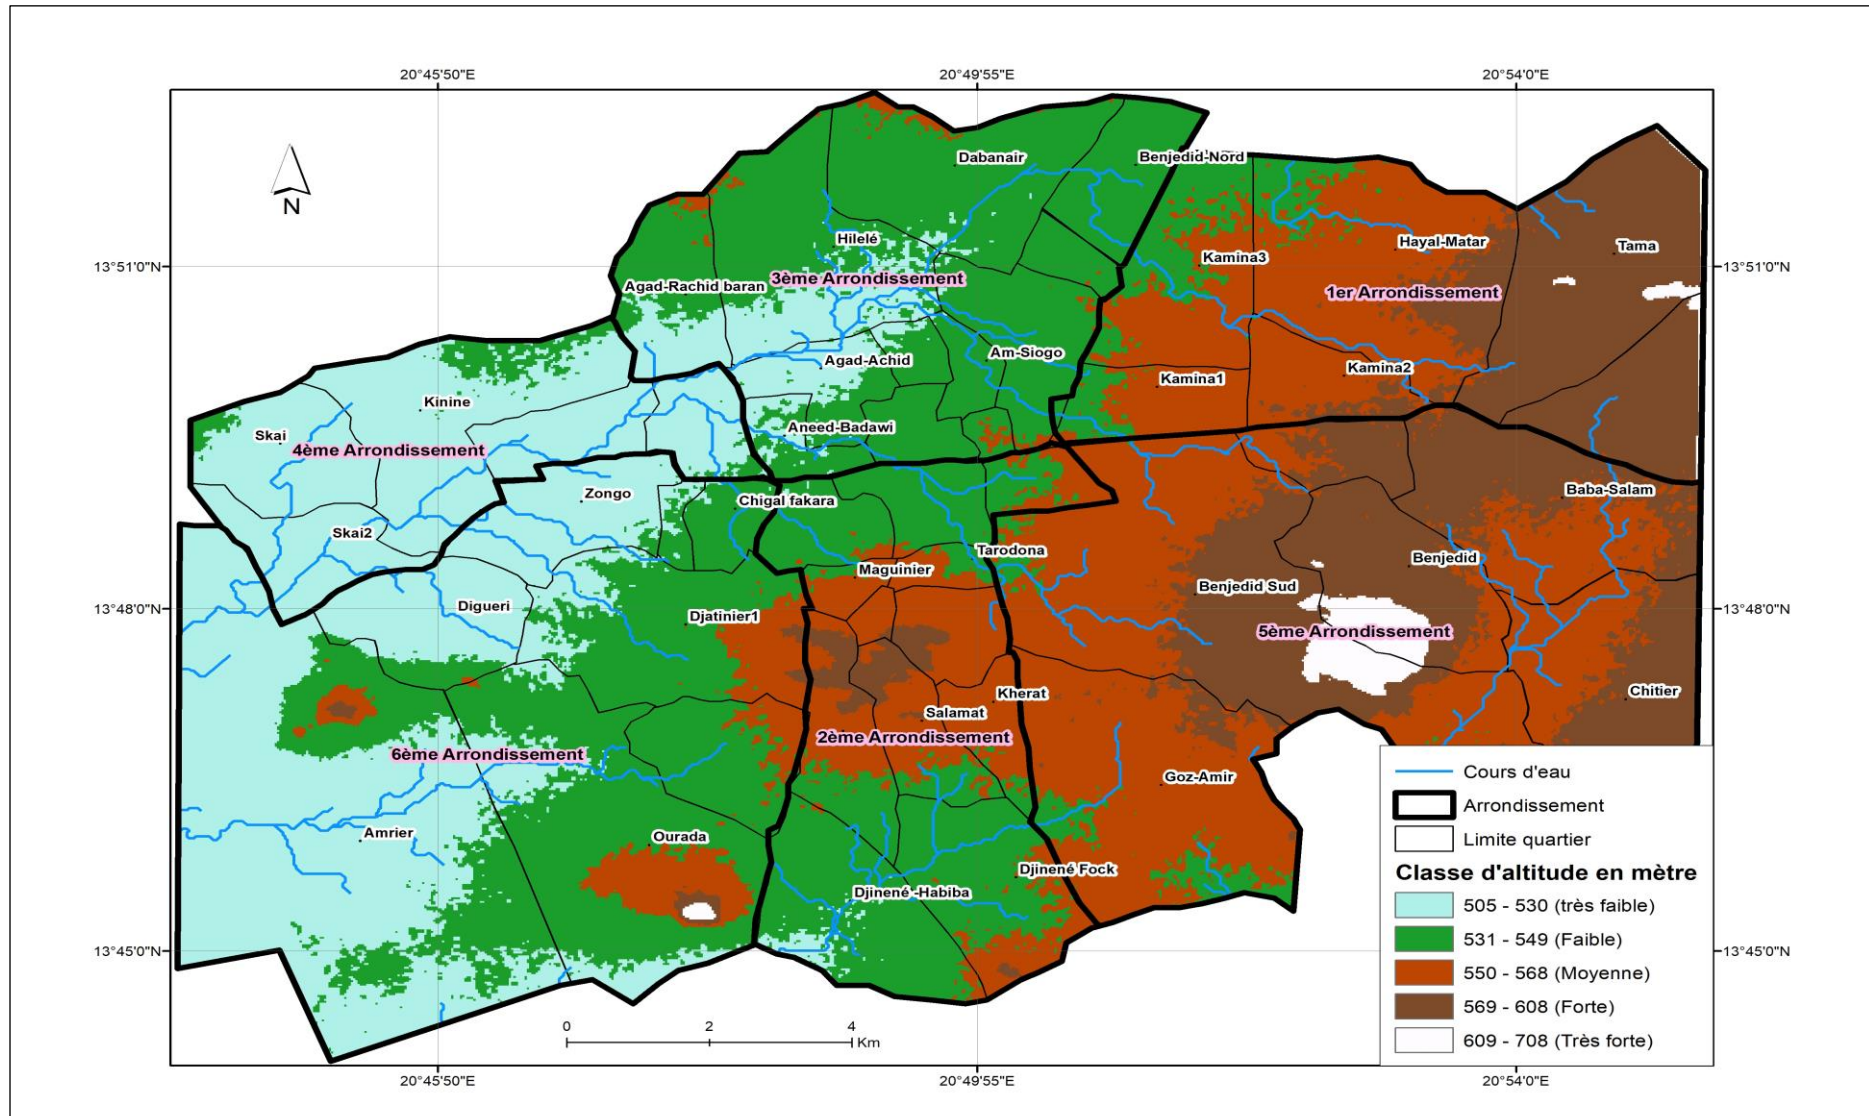 20°45'50"E
20°49'55"E
20°54'0"E
N
Dabanair
Benjedid-Nord
Hilelé
Hayal-Matar
Tama
Kamina3
13°51'0"N
13°51'0"N
3ème Arrondissement
Agad-Rachid baran
1er Arrondissement
Am-Siogo
Agad-Achid
Kamina2
Kamina1
Kinine
Aneed-Badawi
Skai
4ème Arrondissement
Zongo
Baba-Salam
Chigal fakara
Skai2
Tarodona
Benjedid
Maguinier
Benjedid Sud
Digueri
13°48'0"N
13°48'0"N
Djatinier1
5ème Arrondissement
Kherat
Chitier
Salamat
2ème Arrondissement
6ème Arrondissement
Goz-Amir
Amrier
Ourada
Djinené Fock
Djinené -Habiba
13°45'0"N
13°45'0"N
0 2 4
Km
Cours d'eau
Arrondissement
Limite quartier
Classe d'altitude en mètre
505 - 530 (très faible)
531 - 549 (Faible)
550 - 568 (Moyenne)
569 - 608 (Forte)
609 - 708 (Très forte)
20°45'50"E
20°49'55"E
20°54'0"E